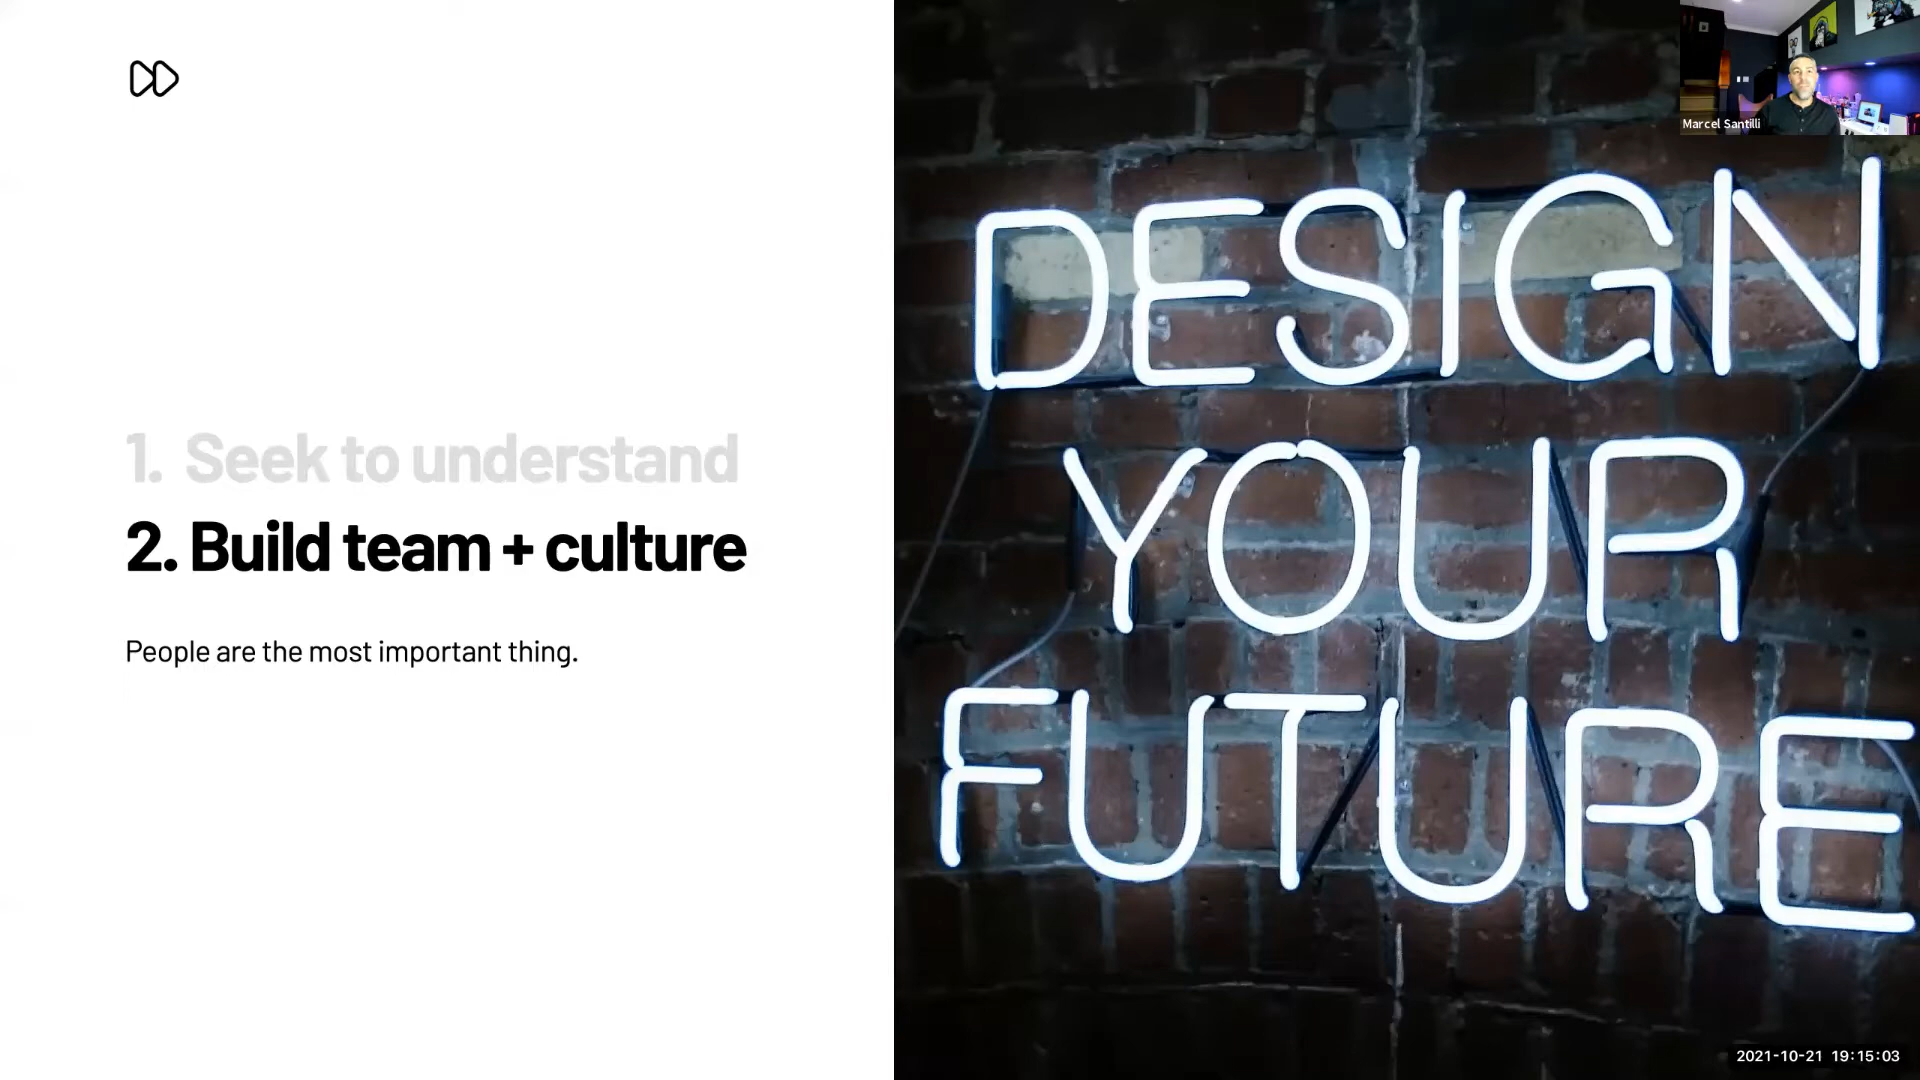 Marcel Santilli
DESIGN
YOUR
FUTURE
1. Seek to understand
2. Build team + culture
People are the most important thing.
2021-10-21 19:15:03